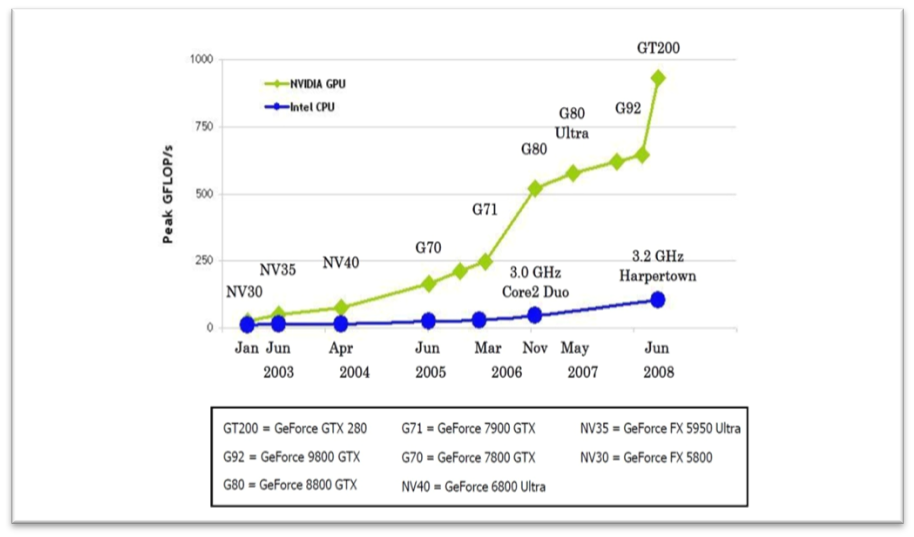 GT200
1000
NVIDIA GPU
Intel CPU
G92
G80
Ultra
750
G80
Peak GFLOP/s
500
G71
G70
NV40
NV35
NV30
250
3.2 GHz
Harpertown
3.0 GHz
Core2 Duo
0
Jan Jun Apr Jun Mar Nov May Jun
2003 2004 2005 2006 2007 2008
GT200 = GeForce GTX 280 G71 = GeForce 7900 GTX NV35 = GeForce FX 5950 Ultra
G92 = GeForce 9800 GTX G70 = GeForce 7800 GTX NV30 = GeForce FX 5800
G80 = GeForce 8800 GTX NV40 = GeForce 6800 Ultra